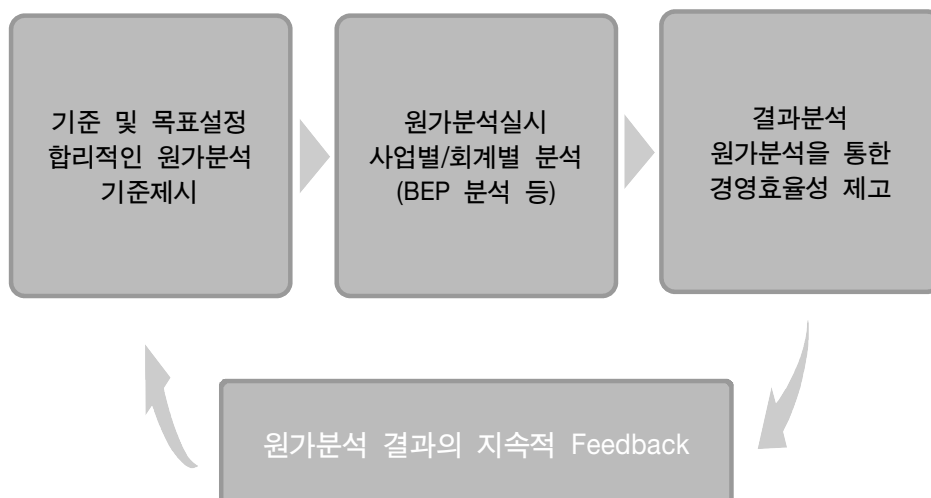 기준 및 목표설정
합리적인 원가분석
기준제시
원가분석실시
사업별/회계별 분석
(BEP 분석 등)
결과분석
원가분석을 통한
경영효율성 제고
원가분석 결과의 지속적 Feedback